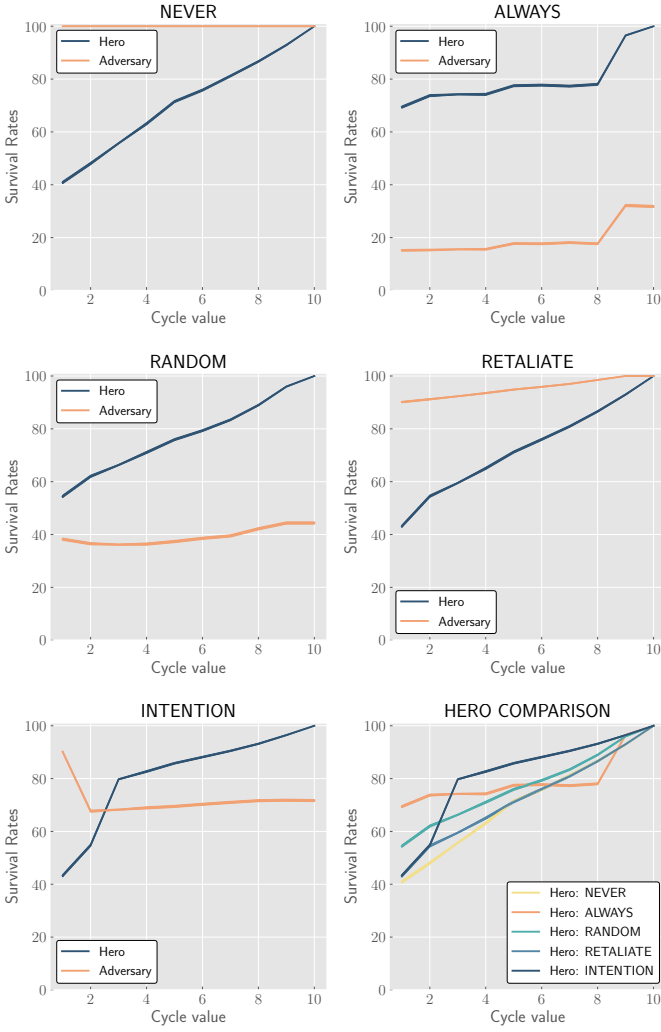 NEVER
100
80
60
40
20
0
Survival Rates
Hero
Adversary
2 4 6 8 10
Cycle value
ALWAYS
100
80
60
40
20
0
Survival Rates
Hero
Adversary
2 4 6 8 10
Cycle value
RANDOM
100
80
60
40
20
0
Survival Rates
Hero
Adversary
2 4 6 8 10
Cycle value
RETALIATE
100
80
60
40
20
0
Survival Rates
Hero
Adversary
2 4 6 8 10
Cycle value
INTENTION
100
80
60
40
20
0
Survival Rates
Hero
Adversary
2 4 6 8 10
Cycle value
HERO COMPARISON
100
80
60
40
20
0
Survival Rates
Hero: NEVER
Hero: ALWAYS
Hero: RANDOM
Hero: RETALIATE
Hero: INTENTION
2 4 6 8 10
Cycle value